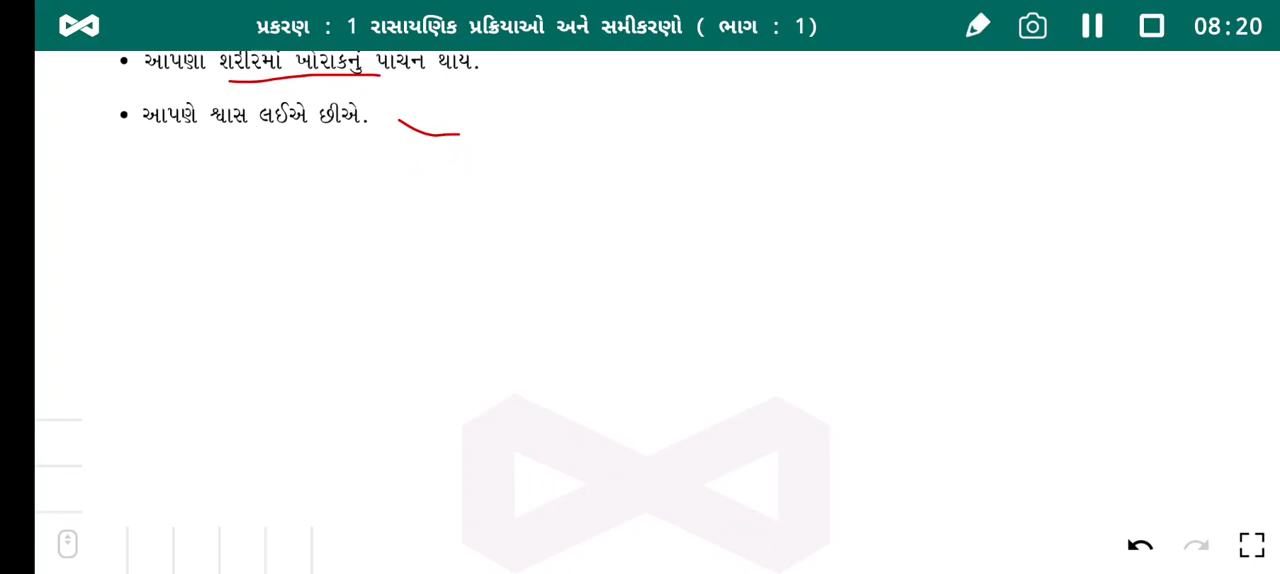 પ્રકરણ : 1 રાસાયણિક પ્રક્રિયાઓ અને સમીકરણો ( ભાગ : 1) 08:20
• આપણા શરીરમાં ખોરાકનું પાચન થાય.
• આપણે શ્વાસ લઈએ છીએ.